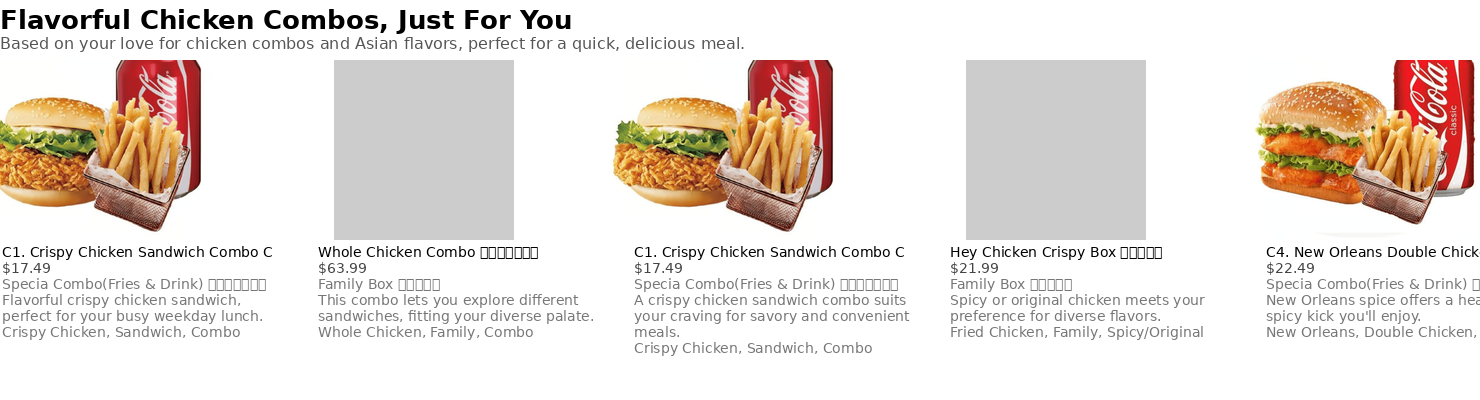 Flavorful Chicken Combos, Just For You
Based on your love for chicken combos and Asian flavors, perfect for a quick, delicious meal.
C1. Crispy Chicken Sandwich Combo C
$17.49
Specia Combo(Fries & Drink)
Flavorful crispy chicken sandwich,
perfect for your busy weekday lunch.
Crispy Chicken, Sandwich, Combo
Whole Chicken Combo
$63.99
Family Box
This combo lets you explore different
sandwiches, fitting your diverse palate.
Whole Chicken, Family, Combo
C1. Crispy Chicken Sandwich Combo C
$17.49
Specia Combo(Fries & Drink)
A crispy chicken sandwich combo suits
your craving for savory and convenient
meals.
Crispy Chicken, Sandwich, Combo
Hey Chicken Crispy Box
$21.99
Family Box
Spicy or original chicken meets your
preference for diverse flavors.
Fried Chicken, Family, Spicy/Original
classic
C4. New Orleans Double Chick
$22.49
Specia Combo(Fries & Drink)
New Orleans spice offers a hea
spicy kick you'll enjoy.
New Orleans, Double Chicken,